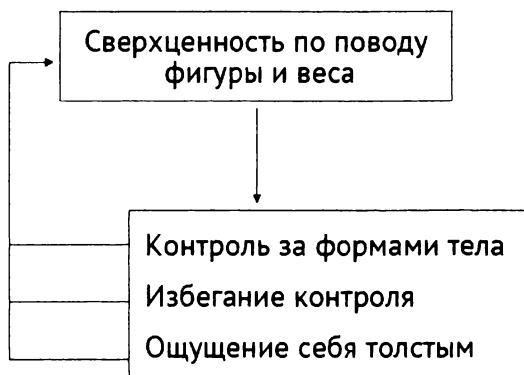 Сверхценность по поводу
фигуры и веса
Контроль за формами тела
Избегание контроля
Ощущение себя толстым